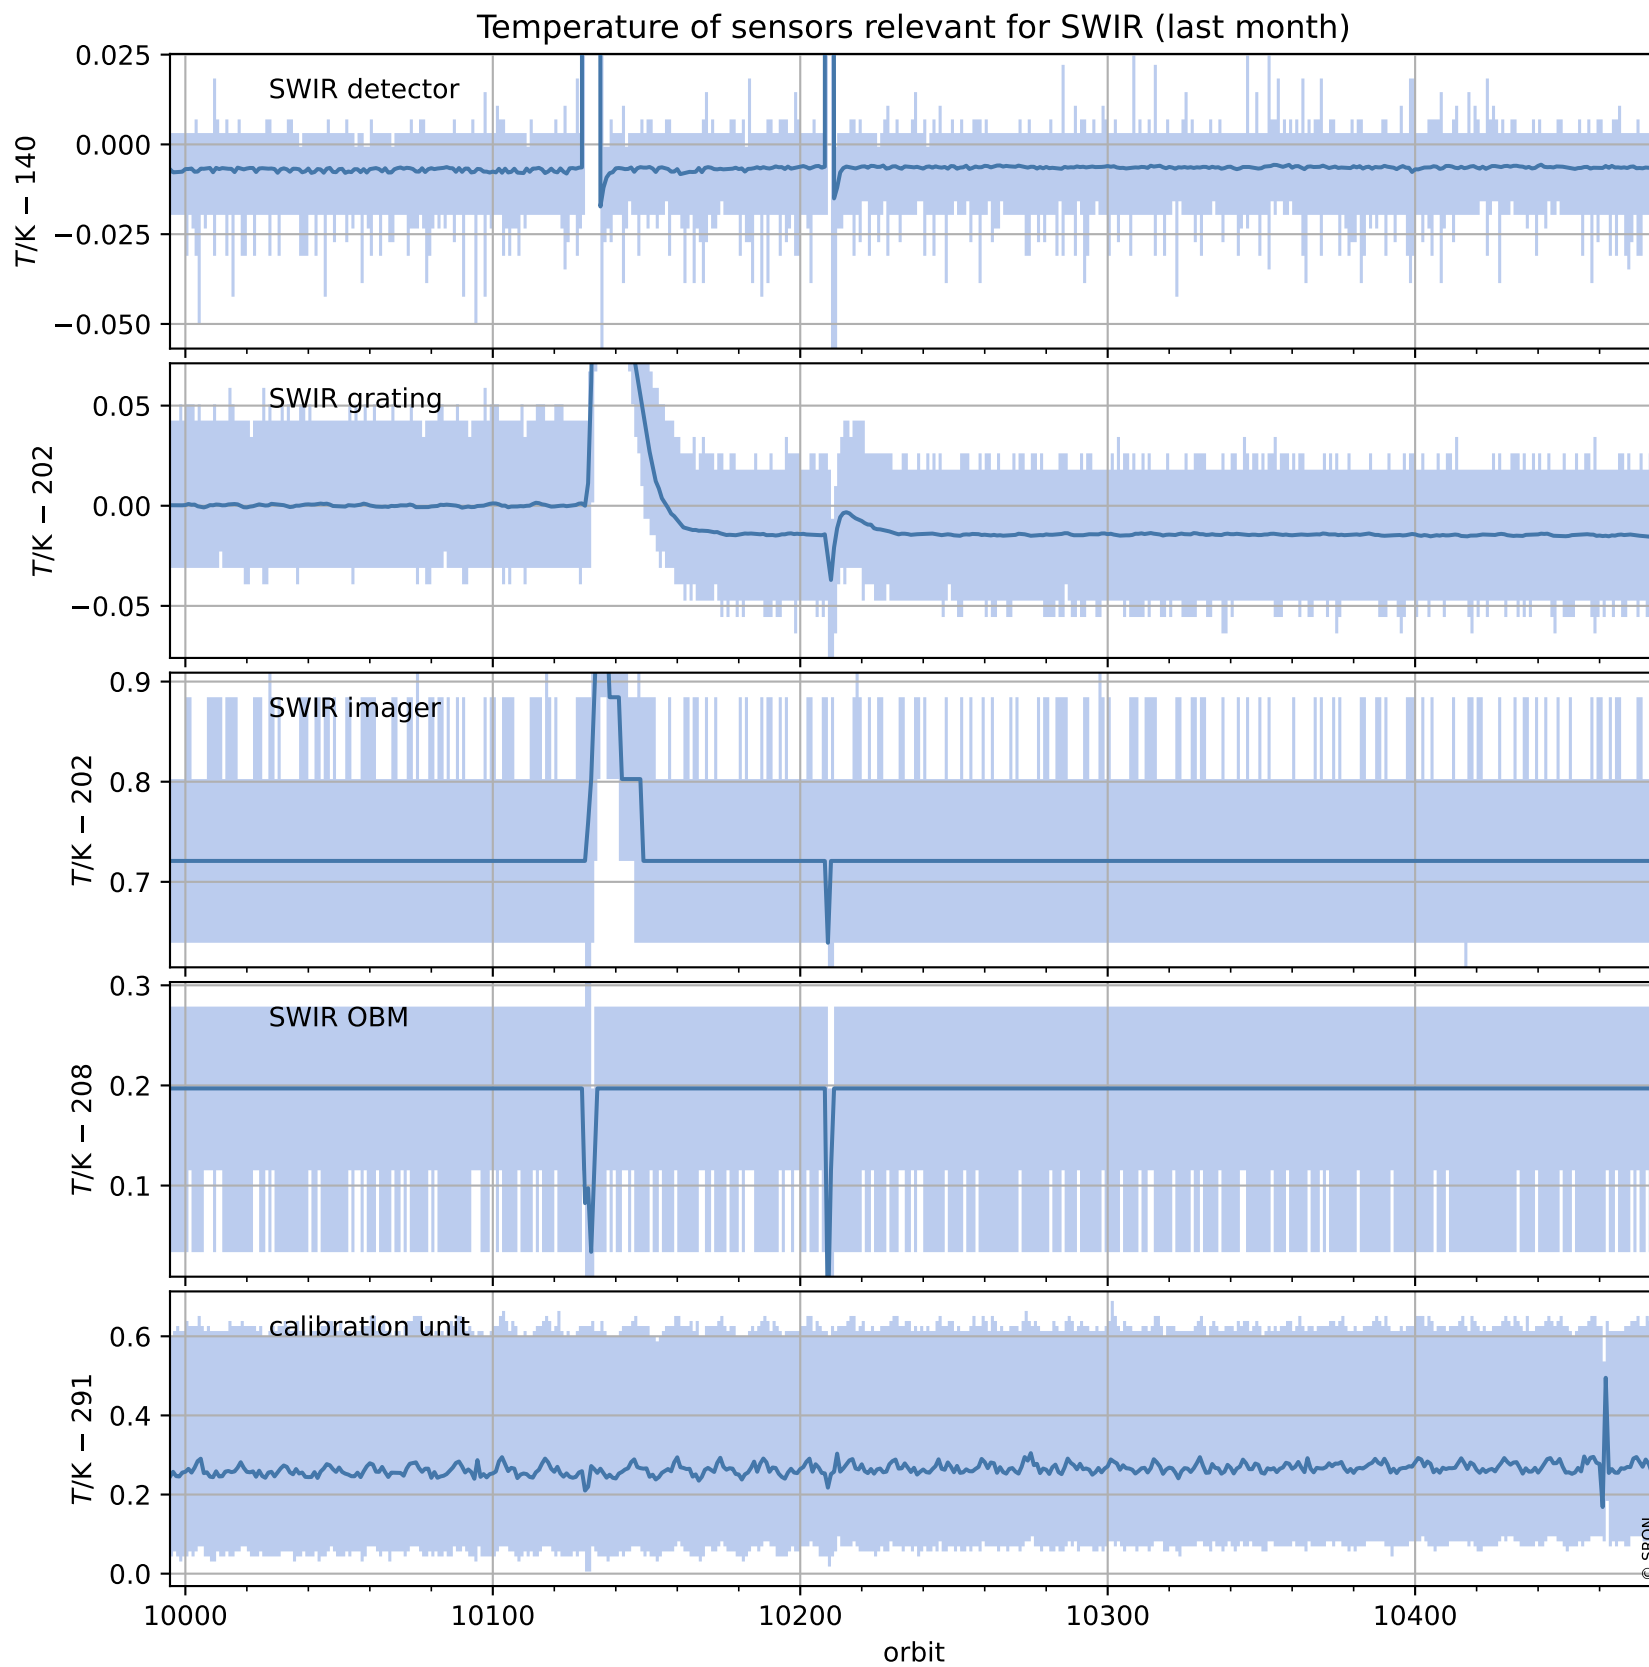 Temperature of sensors relevant for SWIR (last month)
SWIR detector
T/K − 140
0.025
0.000
−0.025
−0.050
SWIR grating
T/K − 202
0.05
0.00
−0.05
SWIR imager
T/K − 202
0.9
0.8
0.7
SWIR OBM
T/K − 208
0.3
0.2
0.1
calibration unit
T/K − 291
0.6
0.4
0.2
0.0
© SRON
10000 10100 10200 10300 10400
orbit